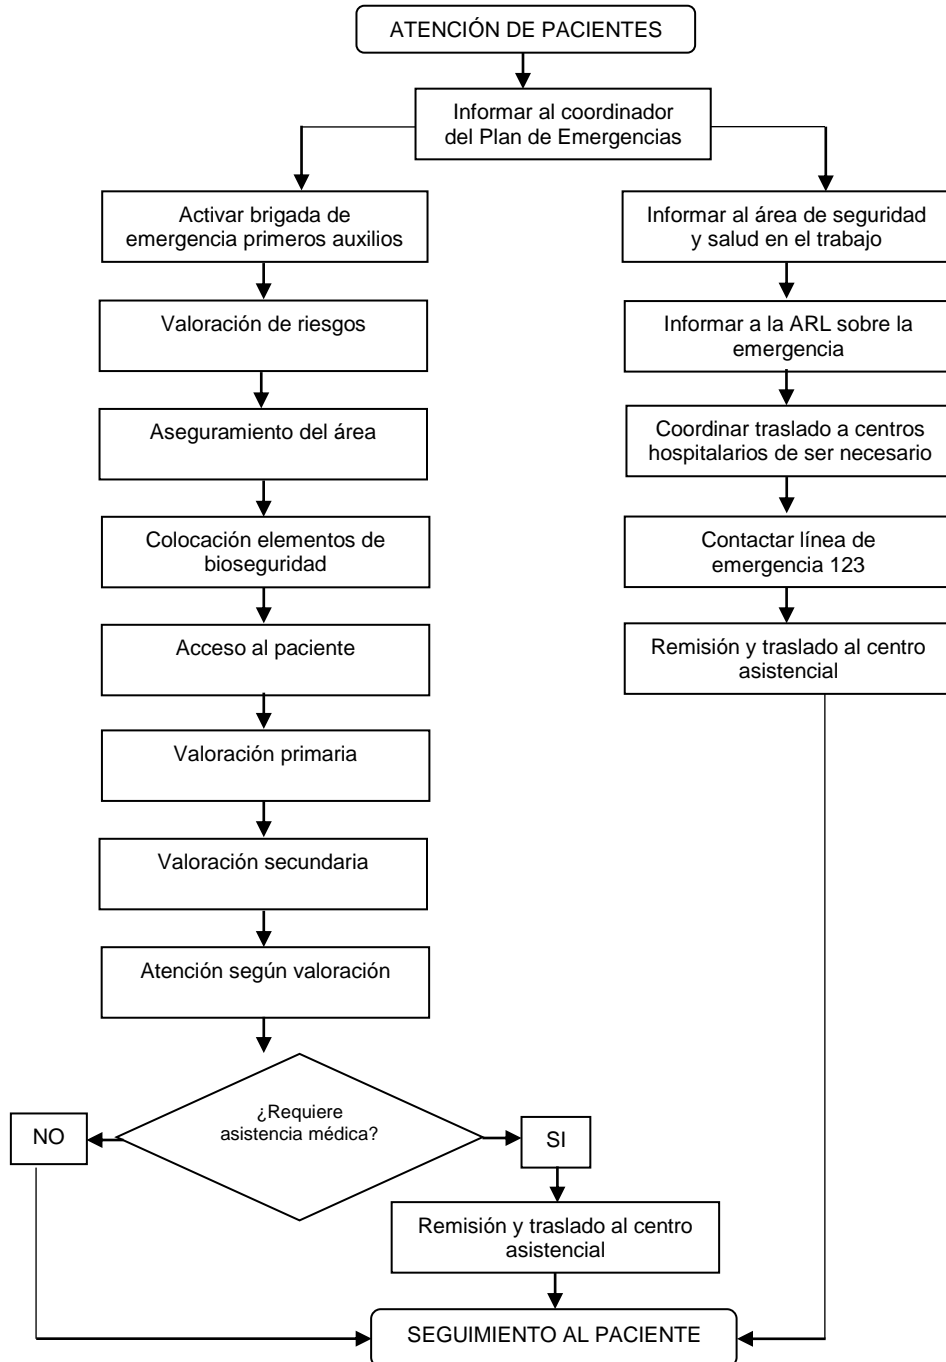 ATENCIÓN DE PACIENTES
Informar al coordinador
del Plan de Emergencias
Activar brigada de
emergencia primeros auxilios
Informar al área de seguridad
y salud en el trabajo
Valoración de riesgos
Informar a la ARL sobre la
emergencia
Aseguramiento del área
Coordinar traslado a centros
hospitalarios de ser necesario
Colocación elementos de
bioseguridad
Contactar línea de
emergencia 123
Acceso al paciente
Remisión y traslado al centro
asistencial
Valoración primaria
Valoración secundaria
Atención según valoración
¿Requiere
asistencia médica?
NO
SI
Remisión y traslado al centro
asistencial
SEGUIMIENTO AL PACIENTE